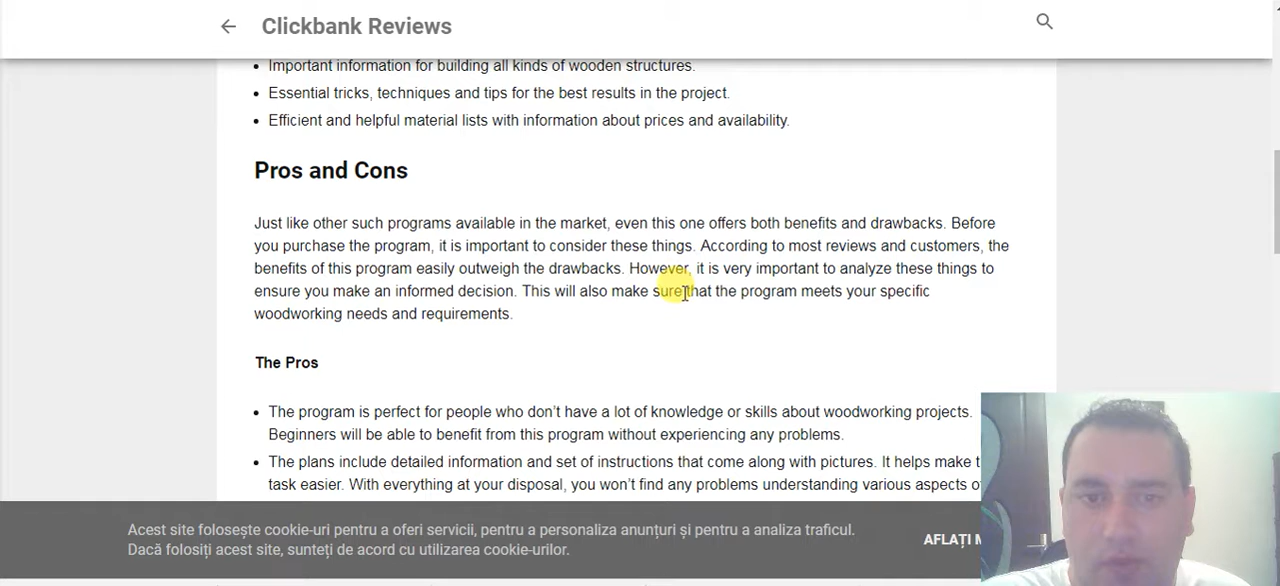 Clickbank Reviews
• Important information for building all kinds of wooden structures.
• Essential tricks, techniques and tips for the best results in the project.
• Efficient and helpful material lists with information about prices and availability.
Pros and Cons
Just like other such programs available in the market, even this one offers both benefits and drawbacks. Before
you purchase the program, it is important to consider these things. According to most reviews and customers, the
benefits of this program easily outweigh the drawbacks. However, it is very important to analyze these things to
ensure you make an informed decision. This will also make sure that the program meets your specific
woodworking needs and requirements.
The Pros
• The program is perfect for people who don't have a lot of knowledge or skills about woodworking projects.
Beginners will be able to benefit from this program without experiencing any problems.
• The plans include detailed information and set of instructions that come along with pictures. It helps make
task easier. With everything at your disposal, you won't find any problems understanding various aspects
Acest site folosește cookie-uri pentru a oferi servicii, pentru a personaliza anunțuri și pentru a analiza traficul.
Dacă folosiți acest site, sunteți de acord cu utilizarea cookie-urilor.
AFLAȚI